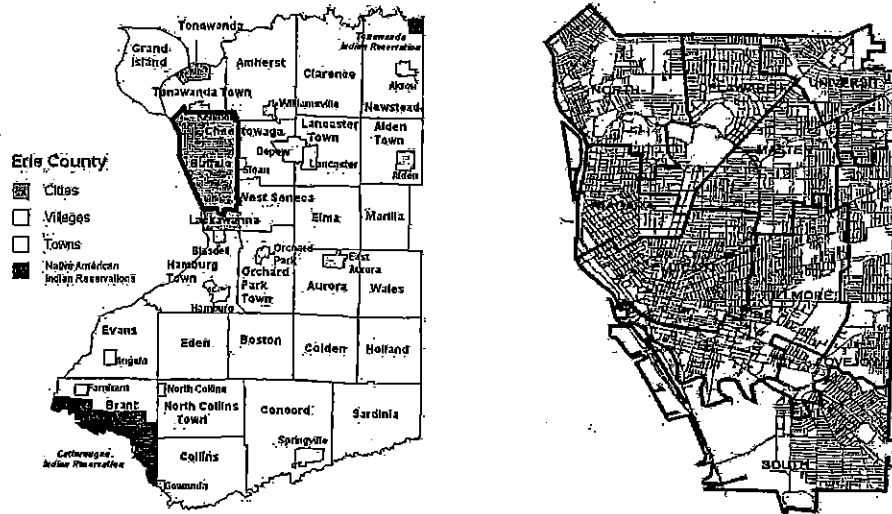 Tonawanda
Grand
Island
Tonawanda
Indian Reservation
Amherst
Clarence
Akron
Tonawanda Town
Williamsville
Newstead
Cheektowaga
Lancaster
Town
Alden
Town
Depew
Lancaster
Buffalo
Sloan
Alden
Erie County
Cities
Villages
Towns
Native American
Indian Reservations
West Seneca
Elma
Marilla
Lackawanna
Blasdell
Orchard
Park
East
Aurora
Hamburg
Town
Orchard
Park
Town
Aurora
Wales
Hamburg
Evans
Eden
Boston
Colden
Holland
Angola
Farnham
North Collins
Brant
North Collins
Town
Concord
Sardinia
Springville
Cattaraugus
Indian Reservation
Collins
Gowanda
NORTH
DELAWARE
UNIVERSITY
MASTEN
NIAGARA
FILLMORE
LOVEJOY
SOUTH